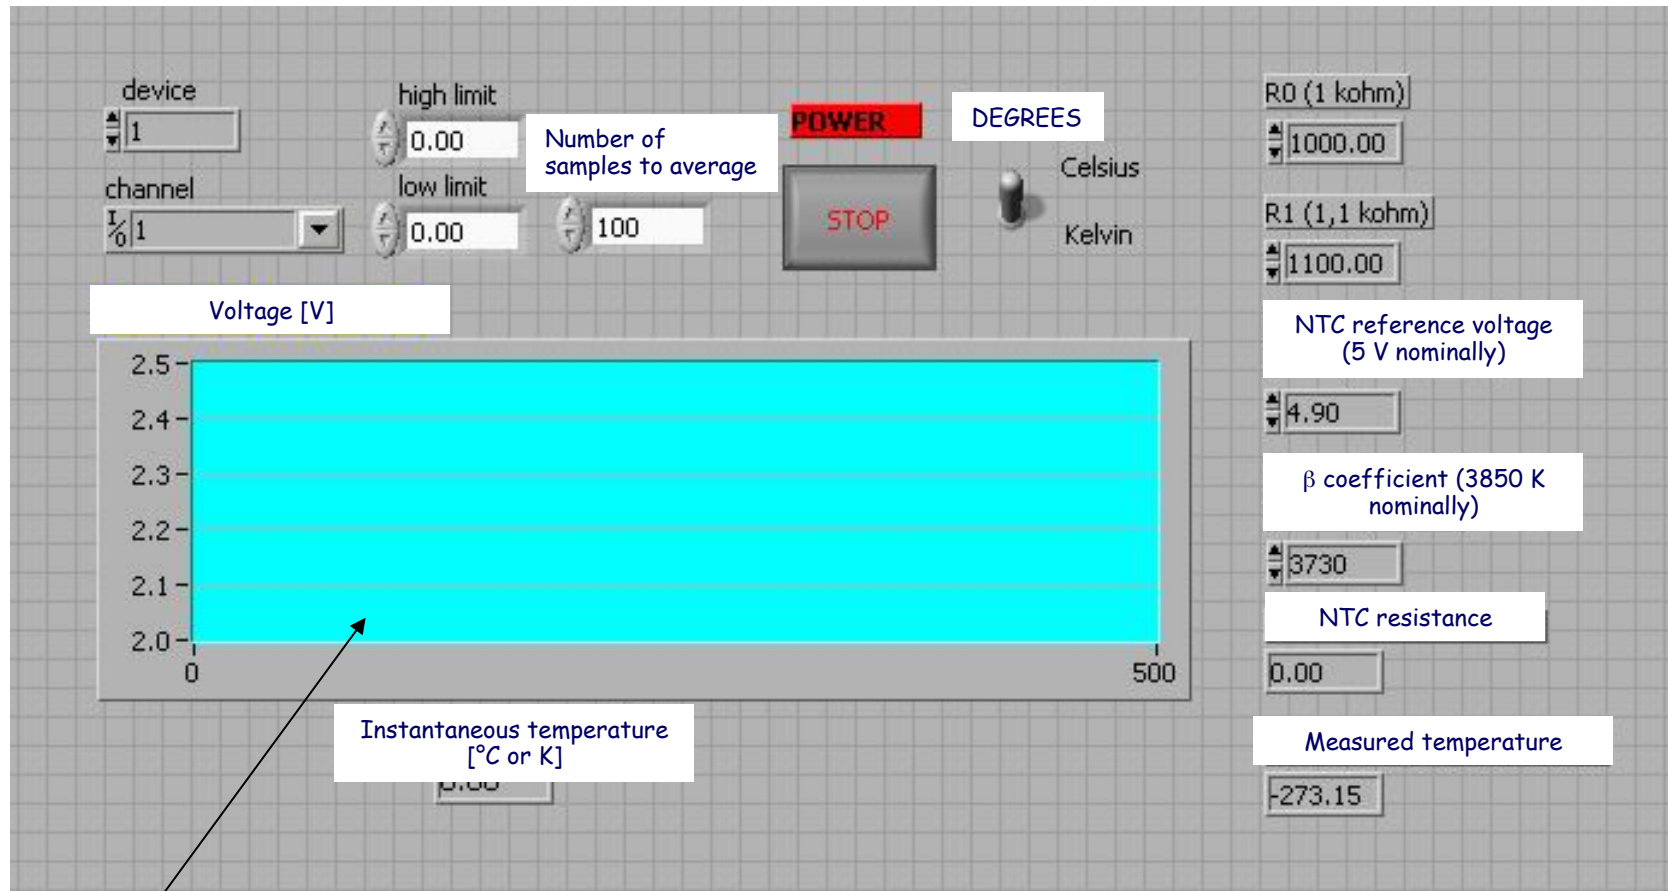 device
1
high limit
0.00
Number of
samples to average
POWER
DEGREES
R0 (1 kohm)
1000.00
channel
I/O 1
low limit
0.00
100
STOP
Celsius
Kelvin
R1 (1,1 kohm)
1100.00
Voltage [V]
NTC reference voltage
(5 V nominally)
4.90
2.5
2.4
2.3
2.2
2.1
2.0
0
500
β coefficient (3850 K
nominally)
3730
NTC resistance
0.00
Instantaneous temperature
[°C or K]
0.00
Measured temperature
-273.15